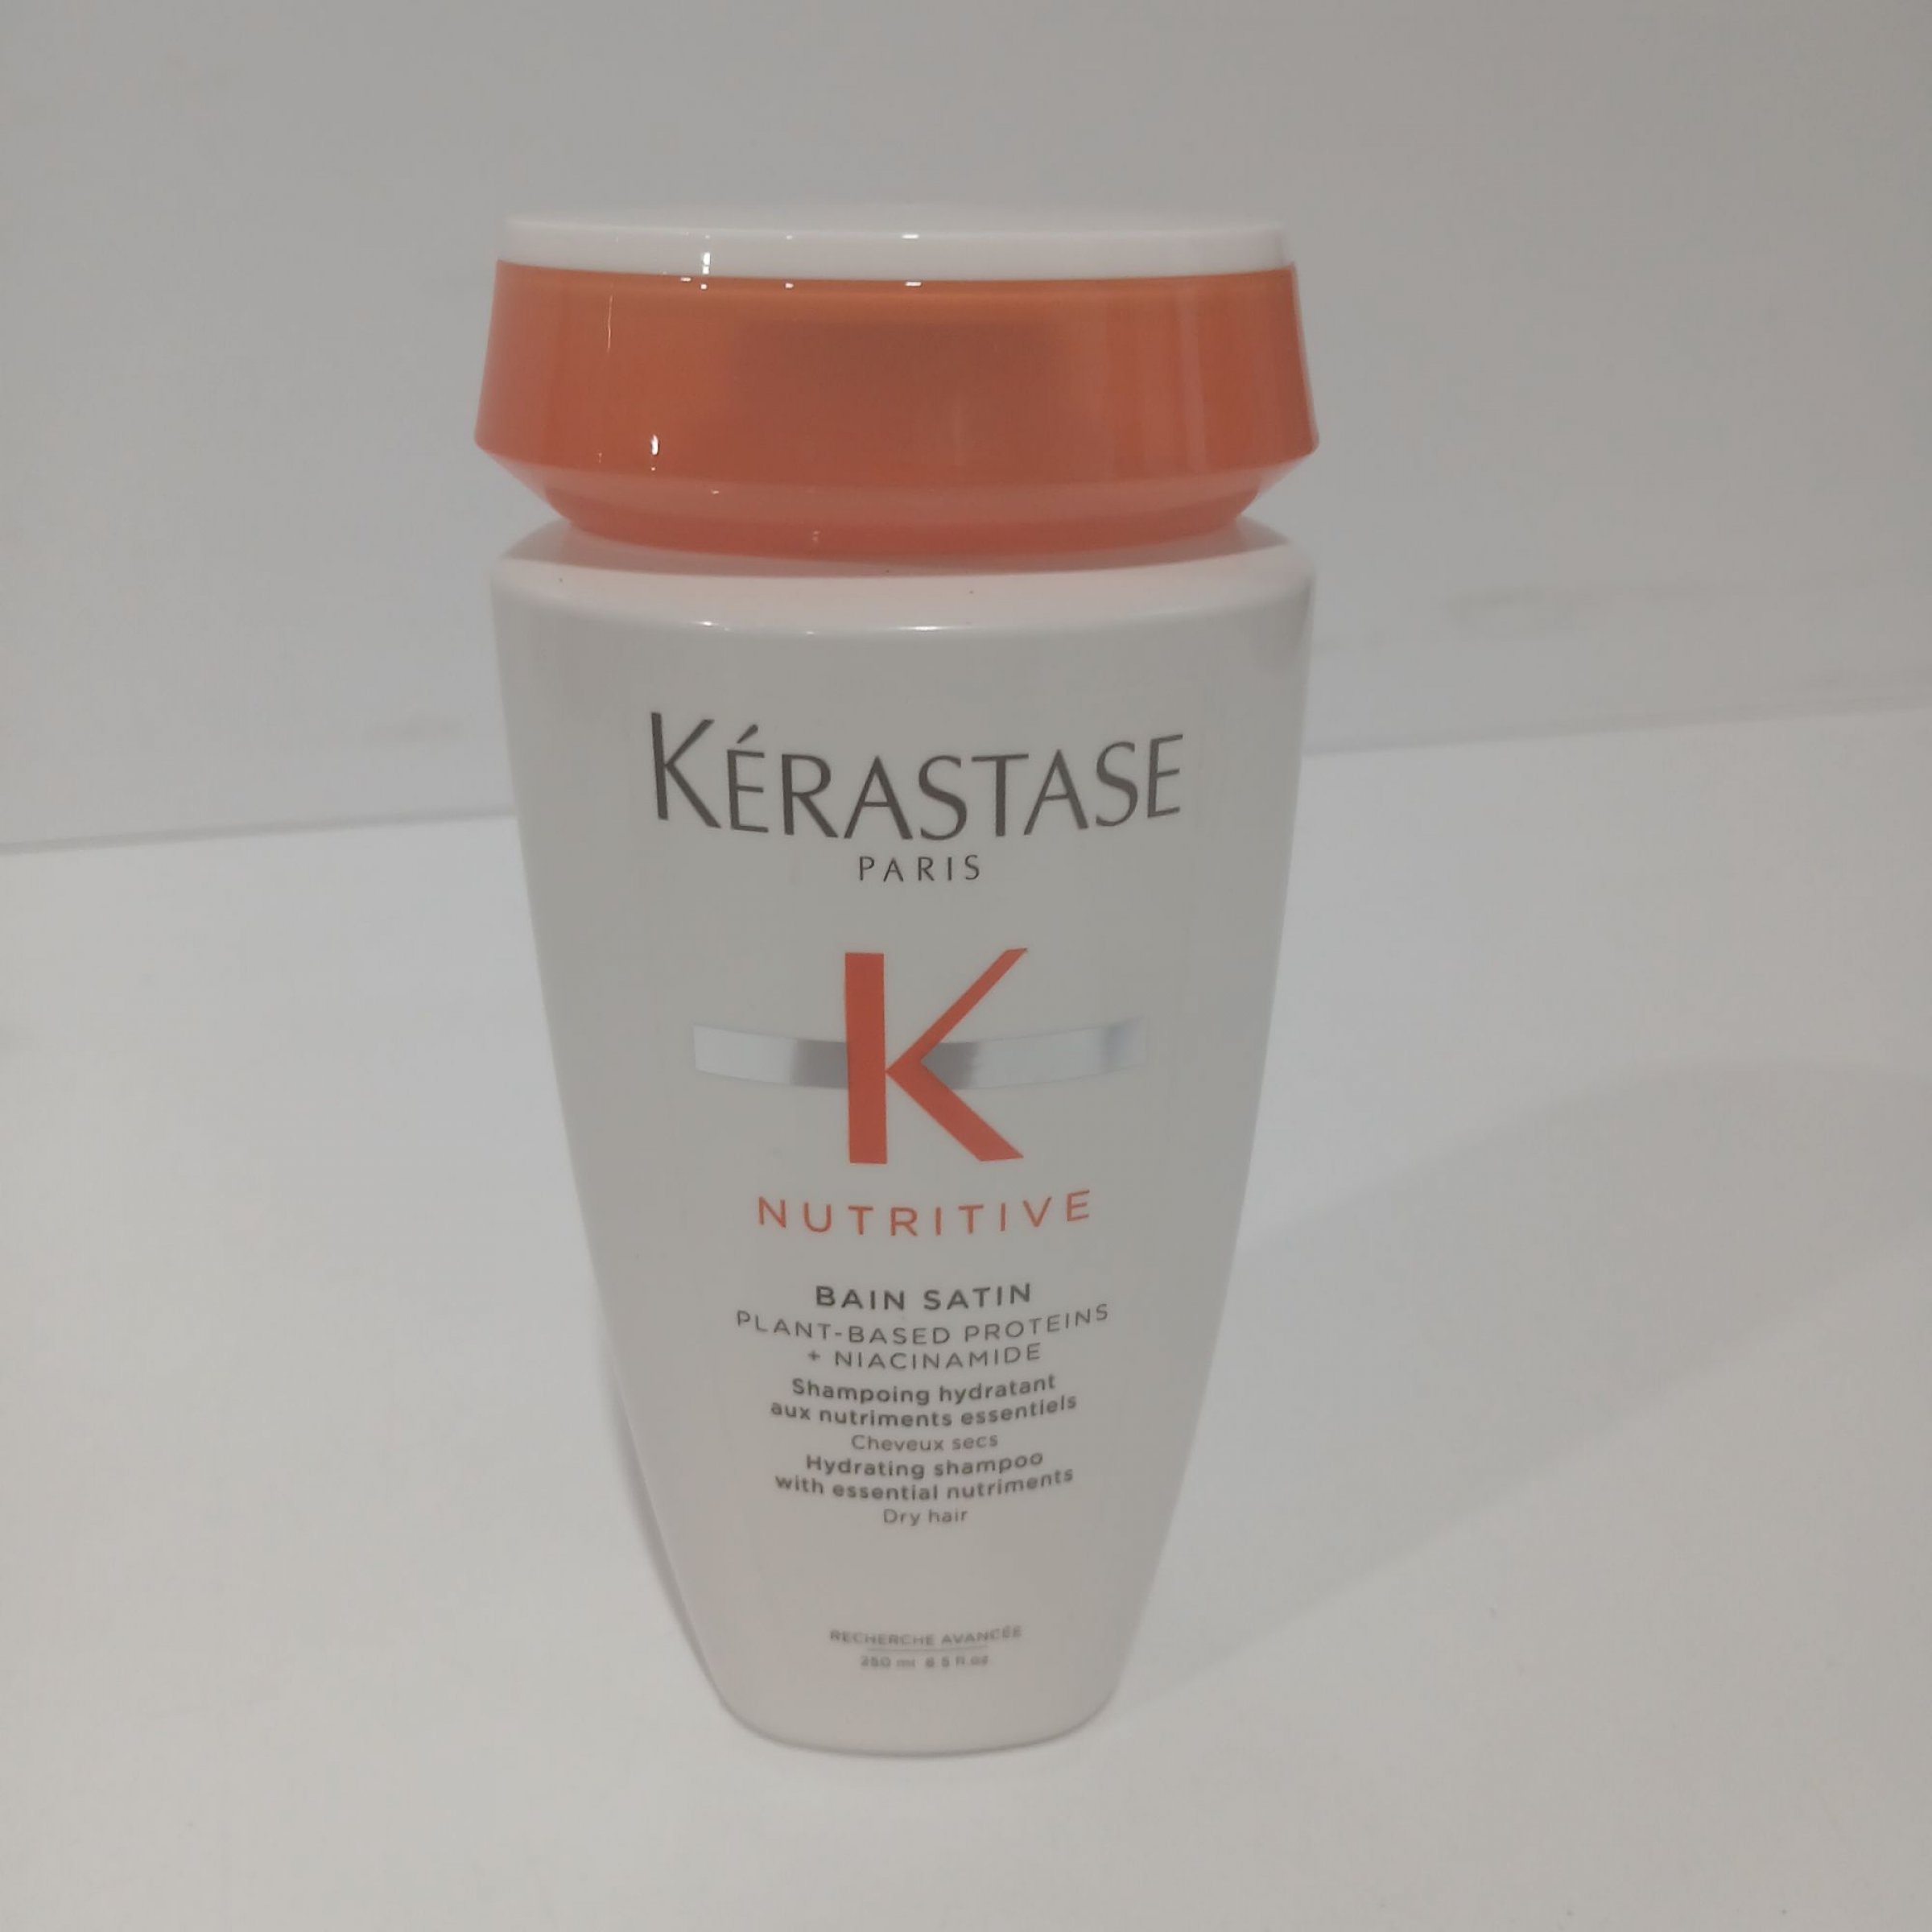 KÉRASTASE
PARIS
K
NUTRITIVE
BAIN SATIN
PLANT-BASED PROTEINS
+ NIACINAMIDE
Shampoing hydratant
aux nutriments essentiels
Cheveux secs
Hydrating shampoo
with essential nutriments
Dry hair
RECHERCHE AVANCÉE
250 ml 8.5 fl.oz